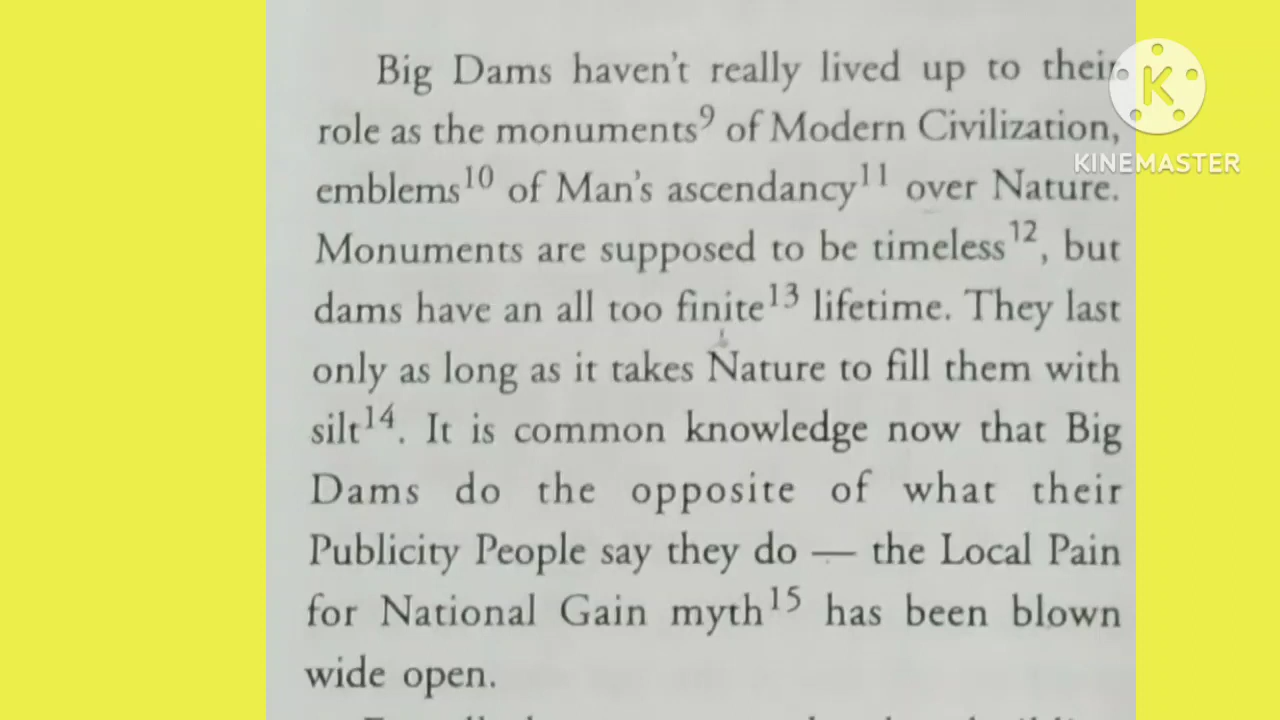 Big Dams haven't really lived up to their
role as the monuments⁹ of Modern Civilization,
emblems¹⁰ of Man's ascendancy¹¹ over Nature.
Monuments are supposed to be timeless¹², but
dams have an all too finite¹³ lifetime. They last
only as long as it takes Nature to fill them with
silt¹⁴. It is common knowledge now that Big
Dams do the opposite of what their
Publicity People say they do — the Local Pain
for National Gain myth¹⁵ has been blown
wide open.
K
KINEMASTER